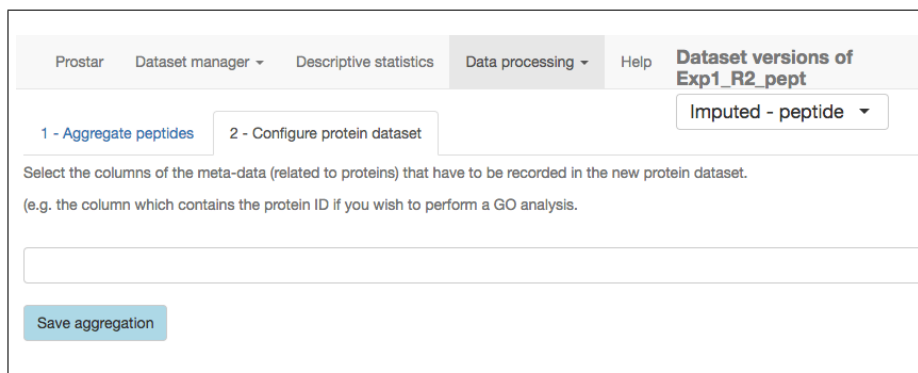 Prostar Dataset manager Descriptive statistics Data processing Help Dataset versions of
Exp1_R2_pept
Imputed - peptide
1 - Aggregate peptides 2 - Configure protein dataset
Select the columns of the meta-data (related to proteins) that have to be recorded in the new protein dataset.
(e.g. the column which contains the protein ID if you wish to perform a GO analysis.
Save aggregation